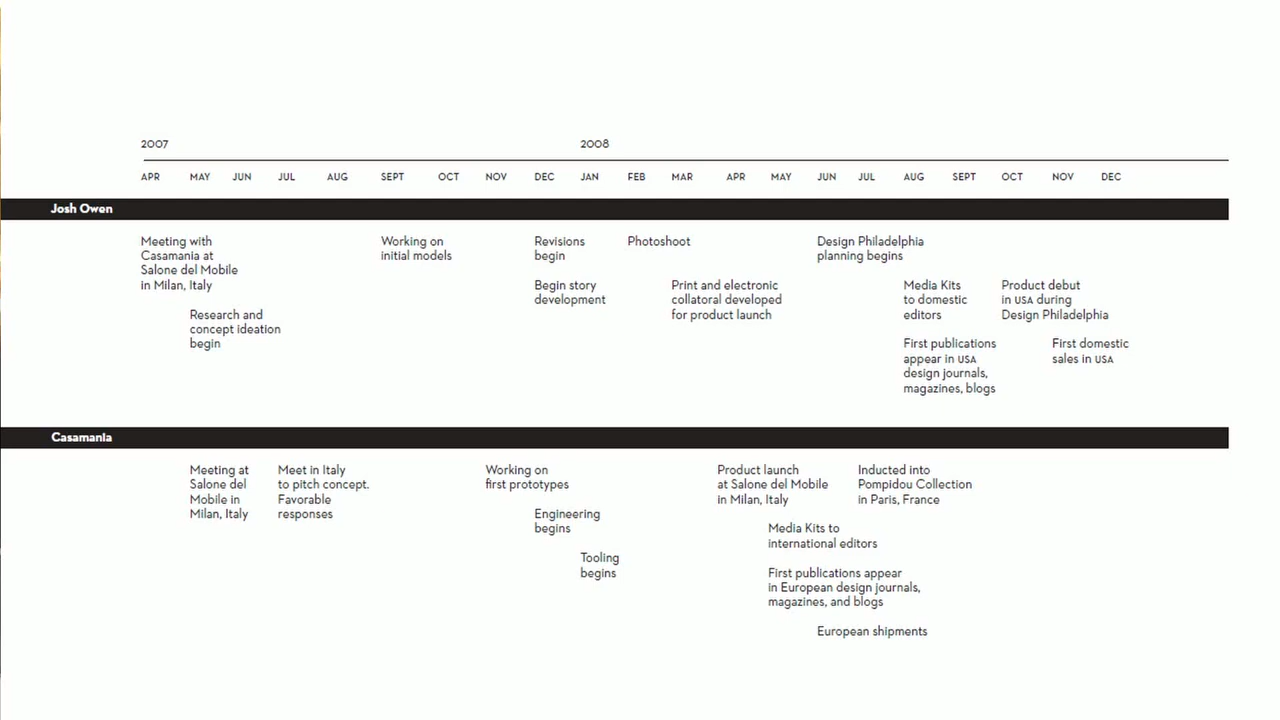 2007 2008
APR MAY JUN JUL AUG SEPT OCT NOV DEC JAN FEB MAR APR MAY JUN JUL AUG SEPT OCT NOV DEC
Josh Owen
Meeting with
Casamania at
Salone del Mobile
in Milan, Italy
Research and
concept ideation
begin
Working on
initial models
Revisions
begin
Begin story
development
Photoshoot
Print and electronic
collatoral developed
for product launch
Design Philadelphia
planning begins
Media Kits
to domestic
editors
First publications
appear in USA
design journals,
magazines, blogs
Product debut
in USA during
Design Philadelphia
First domestic
sales in USA
Casamania
Meeting at
Salone del
Mobile in
Milan, Italy
Meet in Italy
to pitch concept.
Favorable
responses
Working on
first prototypes
Engineering
begins
Tooling
begins
Product launch
at Salone del Mobile
in Milan, Italy
Media Kits to
international editors
First publications appear
in European design journals,
magazines, and blogs
European shipments
Inducted into
Pompidou Collection
in Paris, France